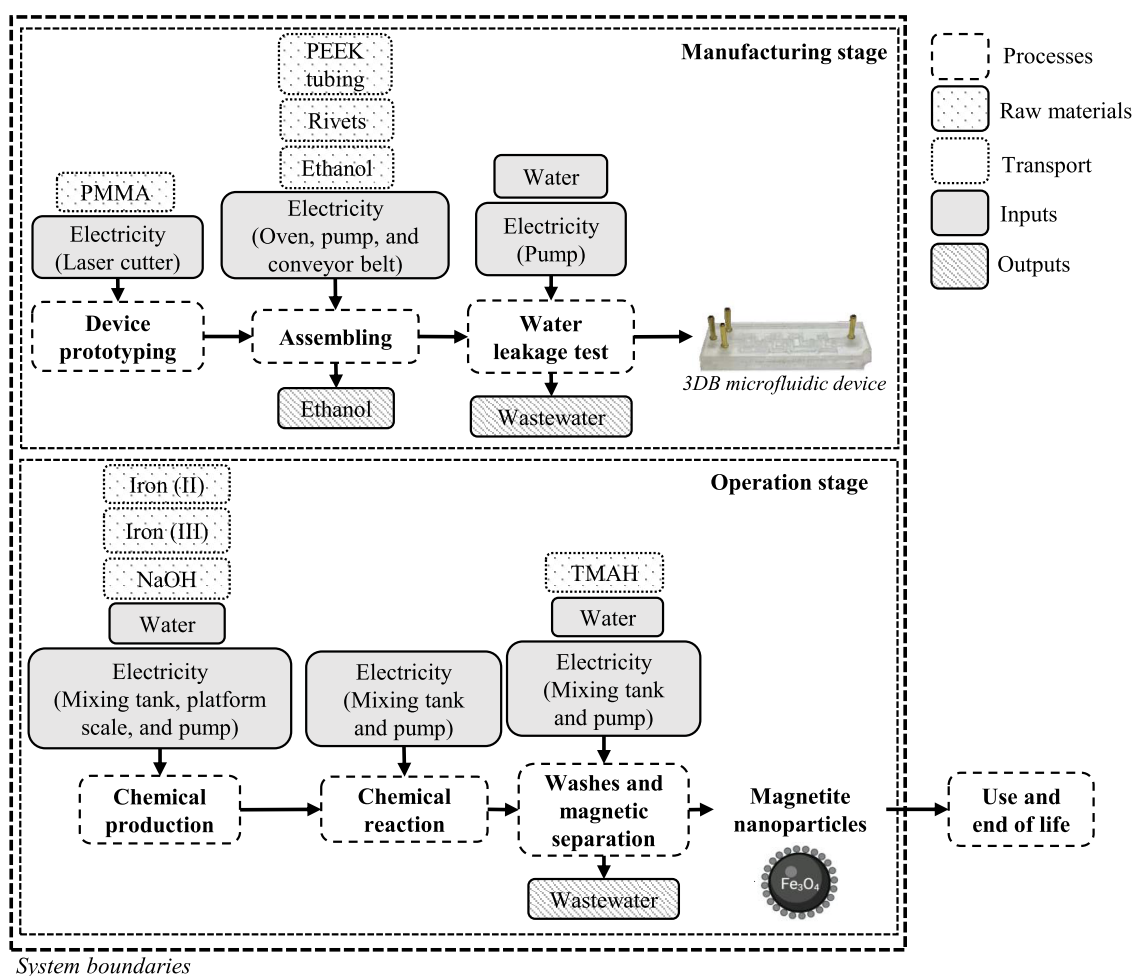 Manufacturing stage
PEEK
tubing
Rivets
Ethanol
PMMA
Electricity
(Laser cutter)
Electricity
(Oven, pump, and
conveyor belt)
Water
Electricity
(Pump)
Device
prototyping
Assembling
Water
leakage test
3DB microfluidic device
Ethanol
Wastewater
Processes
Raw materials
Transport
Inputs
Outputs
Operation stage
Iron (II)
Iron (III)
NaOH
Water
Electricity
(Mixing tank, platform
scale, and pump)
Electricity
(Mixing tank
and pump)
TMAH
Water
Electricity
(Mixing tank
and pump)
Chemical
production
Chemical
reaction
Washes and
magnetic
separation
Magnetite
nanoparticles
Use and
end of life
Fe₃O₄
Wastewater
System boundaries